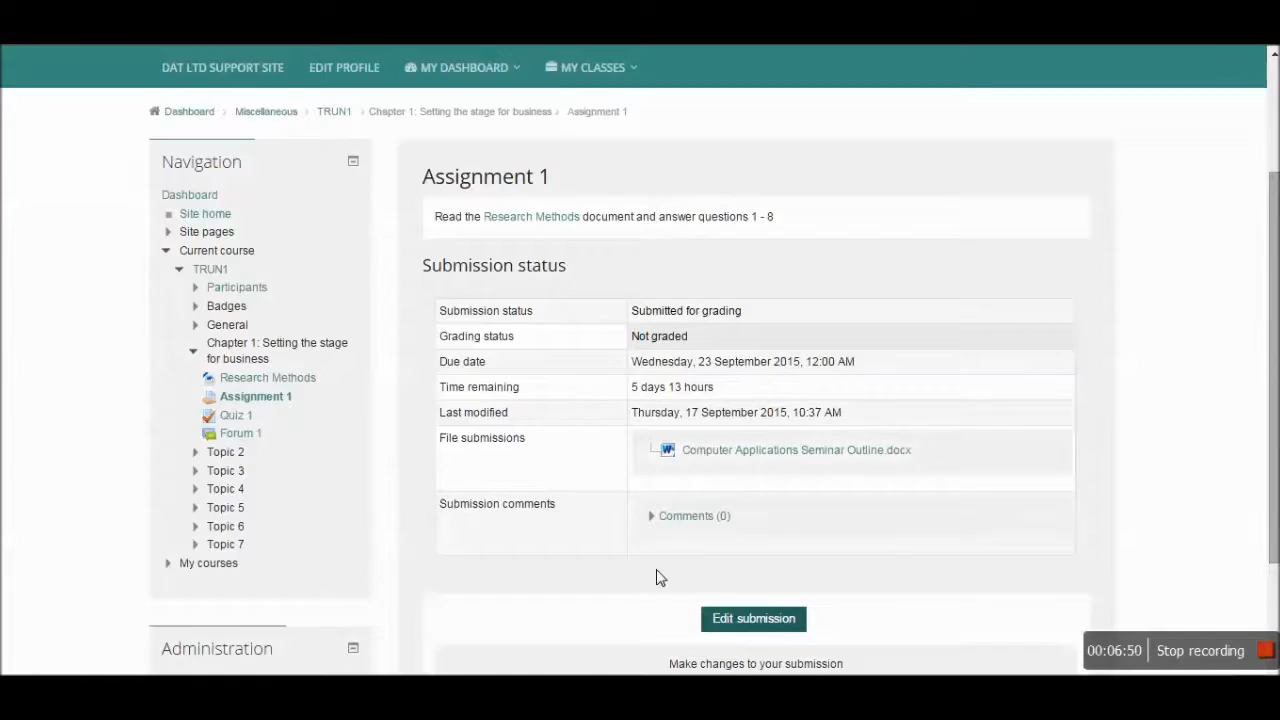 DAT LTD SUPPORT SITE EDIT PROFILE MY DASHBOARD MY CLASSES
Dashboard Miscellaneous TRUN1 Chapter 1: Setting the stage for business Assignment 1
Navigation
Dashboard
Site home
Site pages
Current course
TRUN1
Participants
Badges
General
Chapter 1: Setting the stage
for business
Research Methods
Assignment 1
Quiz 1
Forum 1
Topic 2
Topic 3
Topic 4
Topic 5
Topic 6
Topic 7
My courses
Administration
Assignment 1
Read the Research Methods document and answer questions 1 - 8
Submission status
Submission status Submitted for grading
Grading status Not graded
Due date Wednesday, 23 September 2015, 12:00 AM
Time remaining 5 days 13 hours
Last modified Thursday, 17 September 2015, 10:37 AM
File submissions Computer Applications Seminar Outline.docx
Submission comments Comments (0)
Edit submission
Make changes to your submission
00:06:50 Stop recording